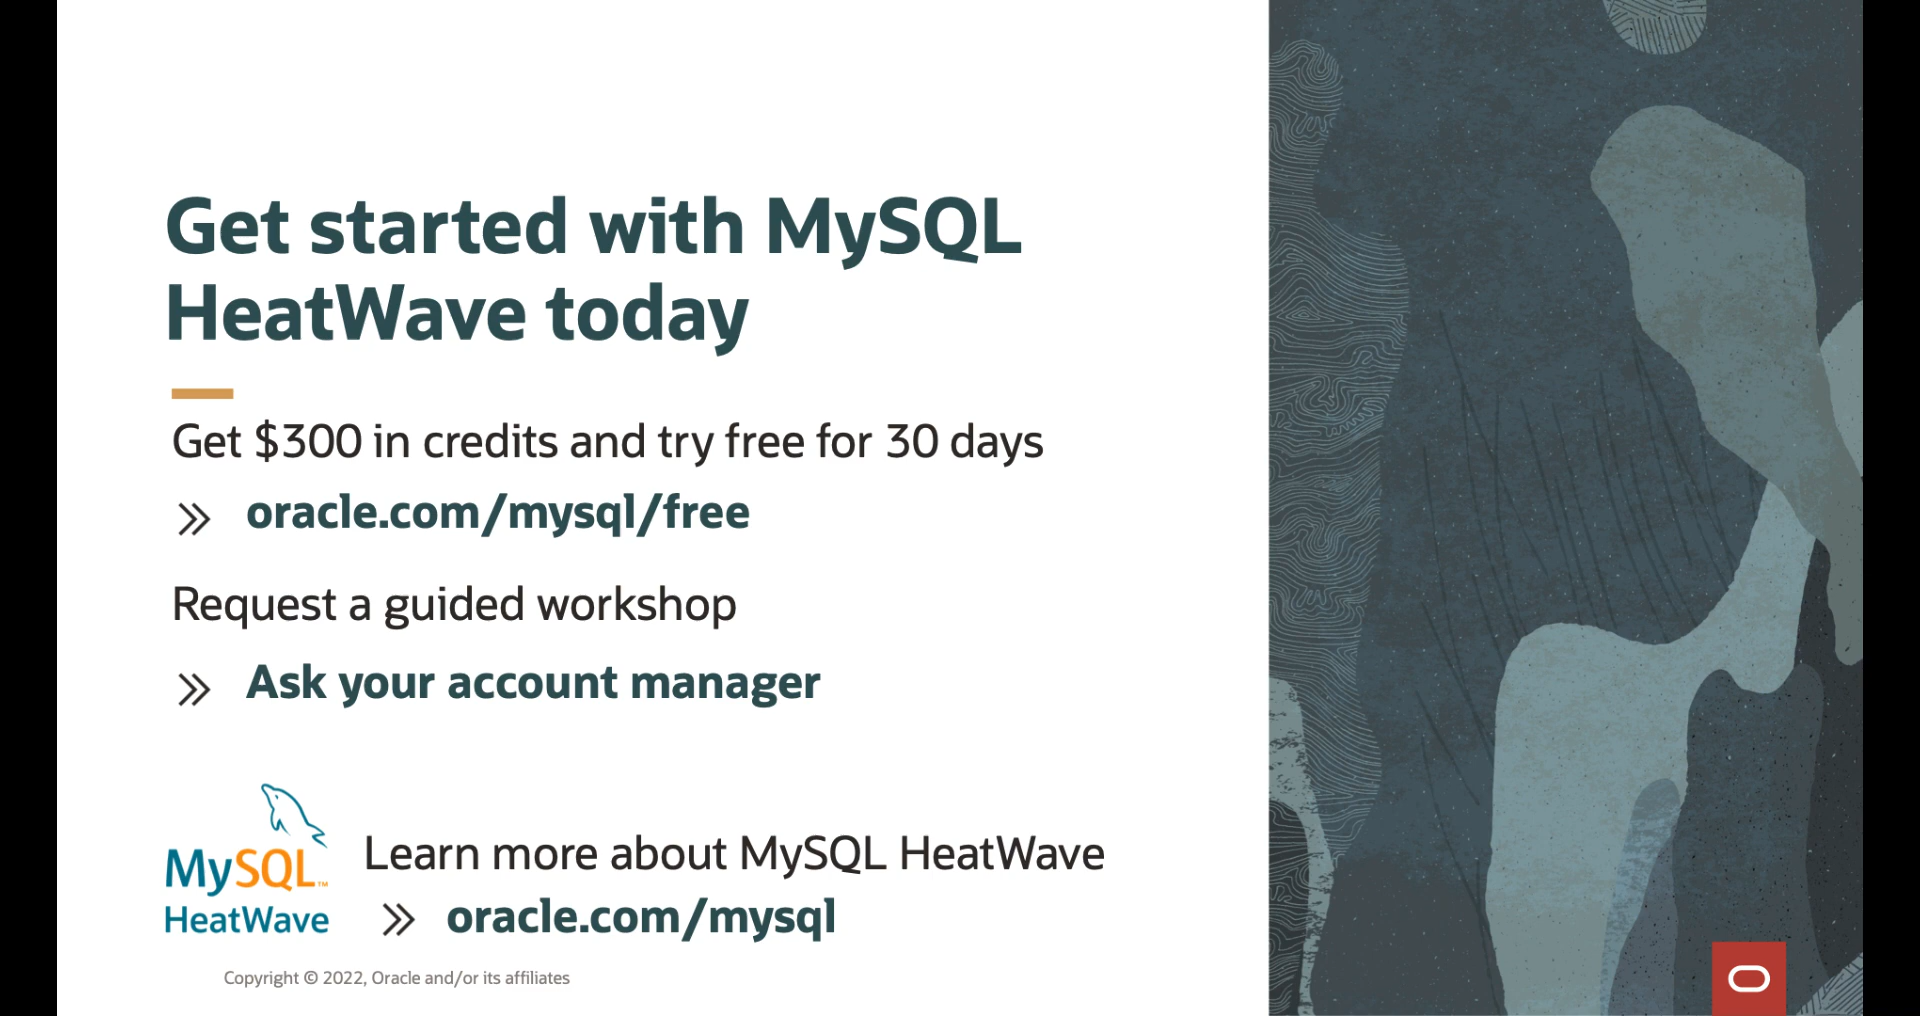 Get started with MySQL
HeatWave today
Get $300 in credits and try free for 30 days
» oracle.com/mysql/free
Request a guided workshop
» Ask your account manager
MySQL™
HeatWave
Learn more about MySQL HeatWave
» oracle.com/mysql
Copyright © 2022, Oracle and/or its affiliates